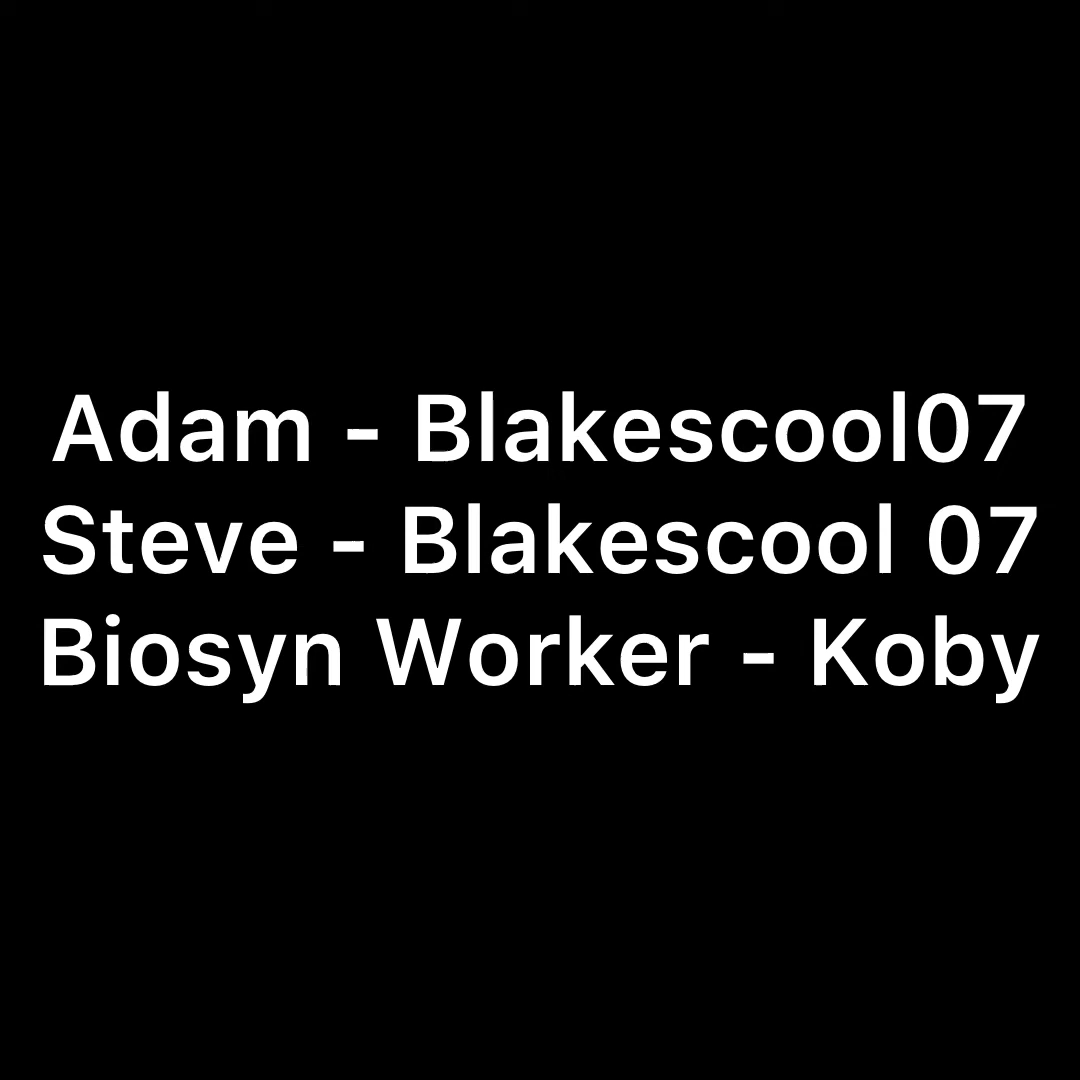 Adam - Blakescool07
Steve - Blakescool 07
Biosyn Worker - Koby